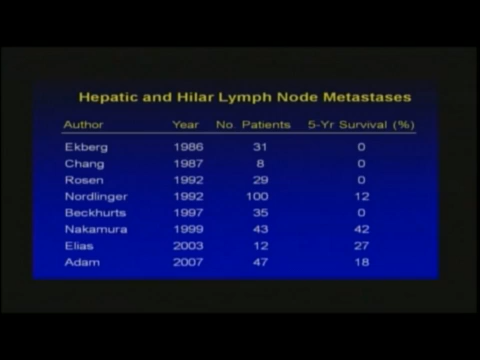 Hepatic and Hilar Lymph Node Metastases
Author Year No. Patients 5-Yr Survival (%)
Ekberg 1986 31 0
Chang 1987 8 0
Rosen 1992 29 0
Nordlinger 1992 100 12
Beckhurts 1997 35 0
Nakamura 1999 43 42
Elias 2003 12 27
Adam 2007 47 18